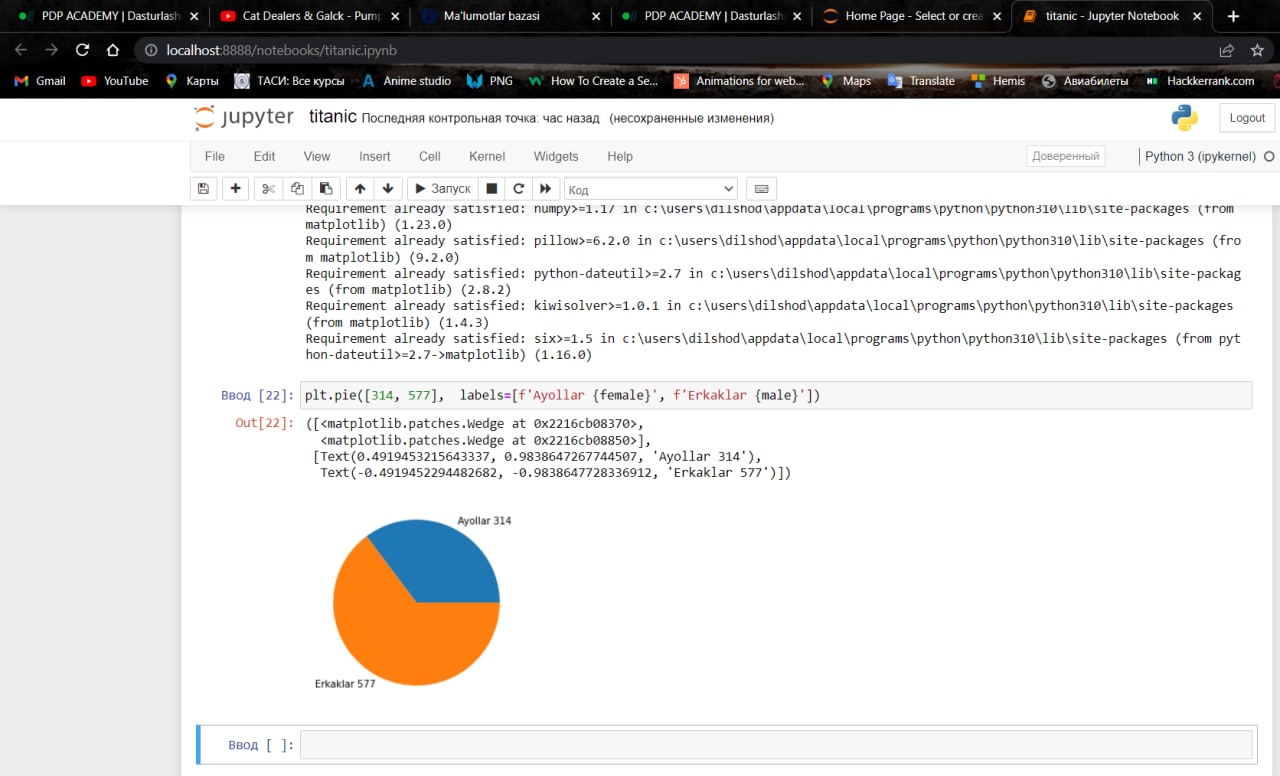 PDP ACADEMY | Dasturlash
Cat Dealers & Galck - Pump
Ma'lumotlar bazasi
PDP ACADEMY | Dasturlash
Home Page - Select or crea
titanic - Jupyter Notebook
localhost:8888/notebooks/titanic.ipynb
Gmail
YouTube
Карты
ТАСИ: Все курсы
Anime studio
PNG
How To Create a Se...
Animations for web...
Maps
Translate
Hemis
Авиабилеты
Hackkerrank.com
jupyter titanic Последняя контрольная точка: час назад (несохраненные изменения)
Logout
File Edit View Insert Cell Kernel Widgets Help
Доверенный
Python 3 (ipykernel)
Запуск
Код
Requirement already satisfied: numpy>=1.17 in c:\users\dilshod\appdata\local\programs\python\python310\lib\site-packages (from
matplotlib) (1.23.0)
Requirement already satisfied: pillow>=6.2.0 in c:\users\dilshod\appdata\local\programs\python\python310\lib\site-packages (fro
m matplotlib) (9.2.0)
Requirement already satisfied: python-dateutil>=2.7 in c:\users\dilshod\appdata\local\programs\python\python310\lib\site-packag
es (from matplotlib) (2.8.2)
Requirement already satisfied: kiwisolver>=1.0.1 in c:\users\dilshod\appdata\local\programs\python\python310\lib\site-packages
(from matplotlib) (1.4.3)
Requirement already satisfied: six>=1.5 in c:\users\dilshod\appdata\local\programs\python\python310\lib\site-packages (from pyt
hon-dateutil>=2.7->matplotlib) (1.16.0)
Ввод [22]: plt.pie([314, 577],  labels=[f'Ayollar {female}', f'Erkaklar {male}'])
Out[22]: ([<matplotlib.patches.Wedge at 0x2216cb08370>,
<matplotlib.patches.Wedge at 0x2216cb08850>],
[Text(0.4919453215643337, 0.9838647267744507, 'Ayollar 314'),
Text(-0.4919452294482682, -0.9838647728336912, 'Erkaklar 577')])
Ayollar 314
Erkaklar 577
Ввод [ ]: